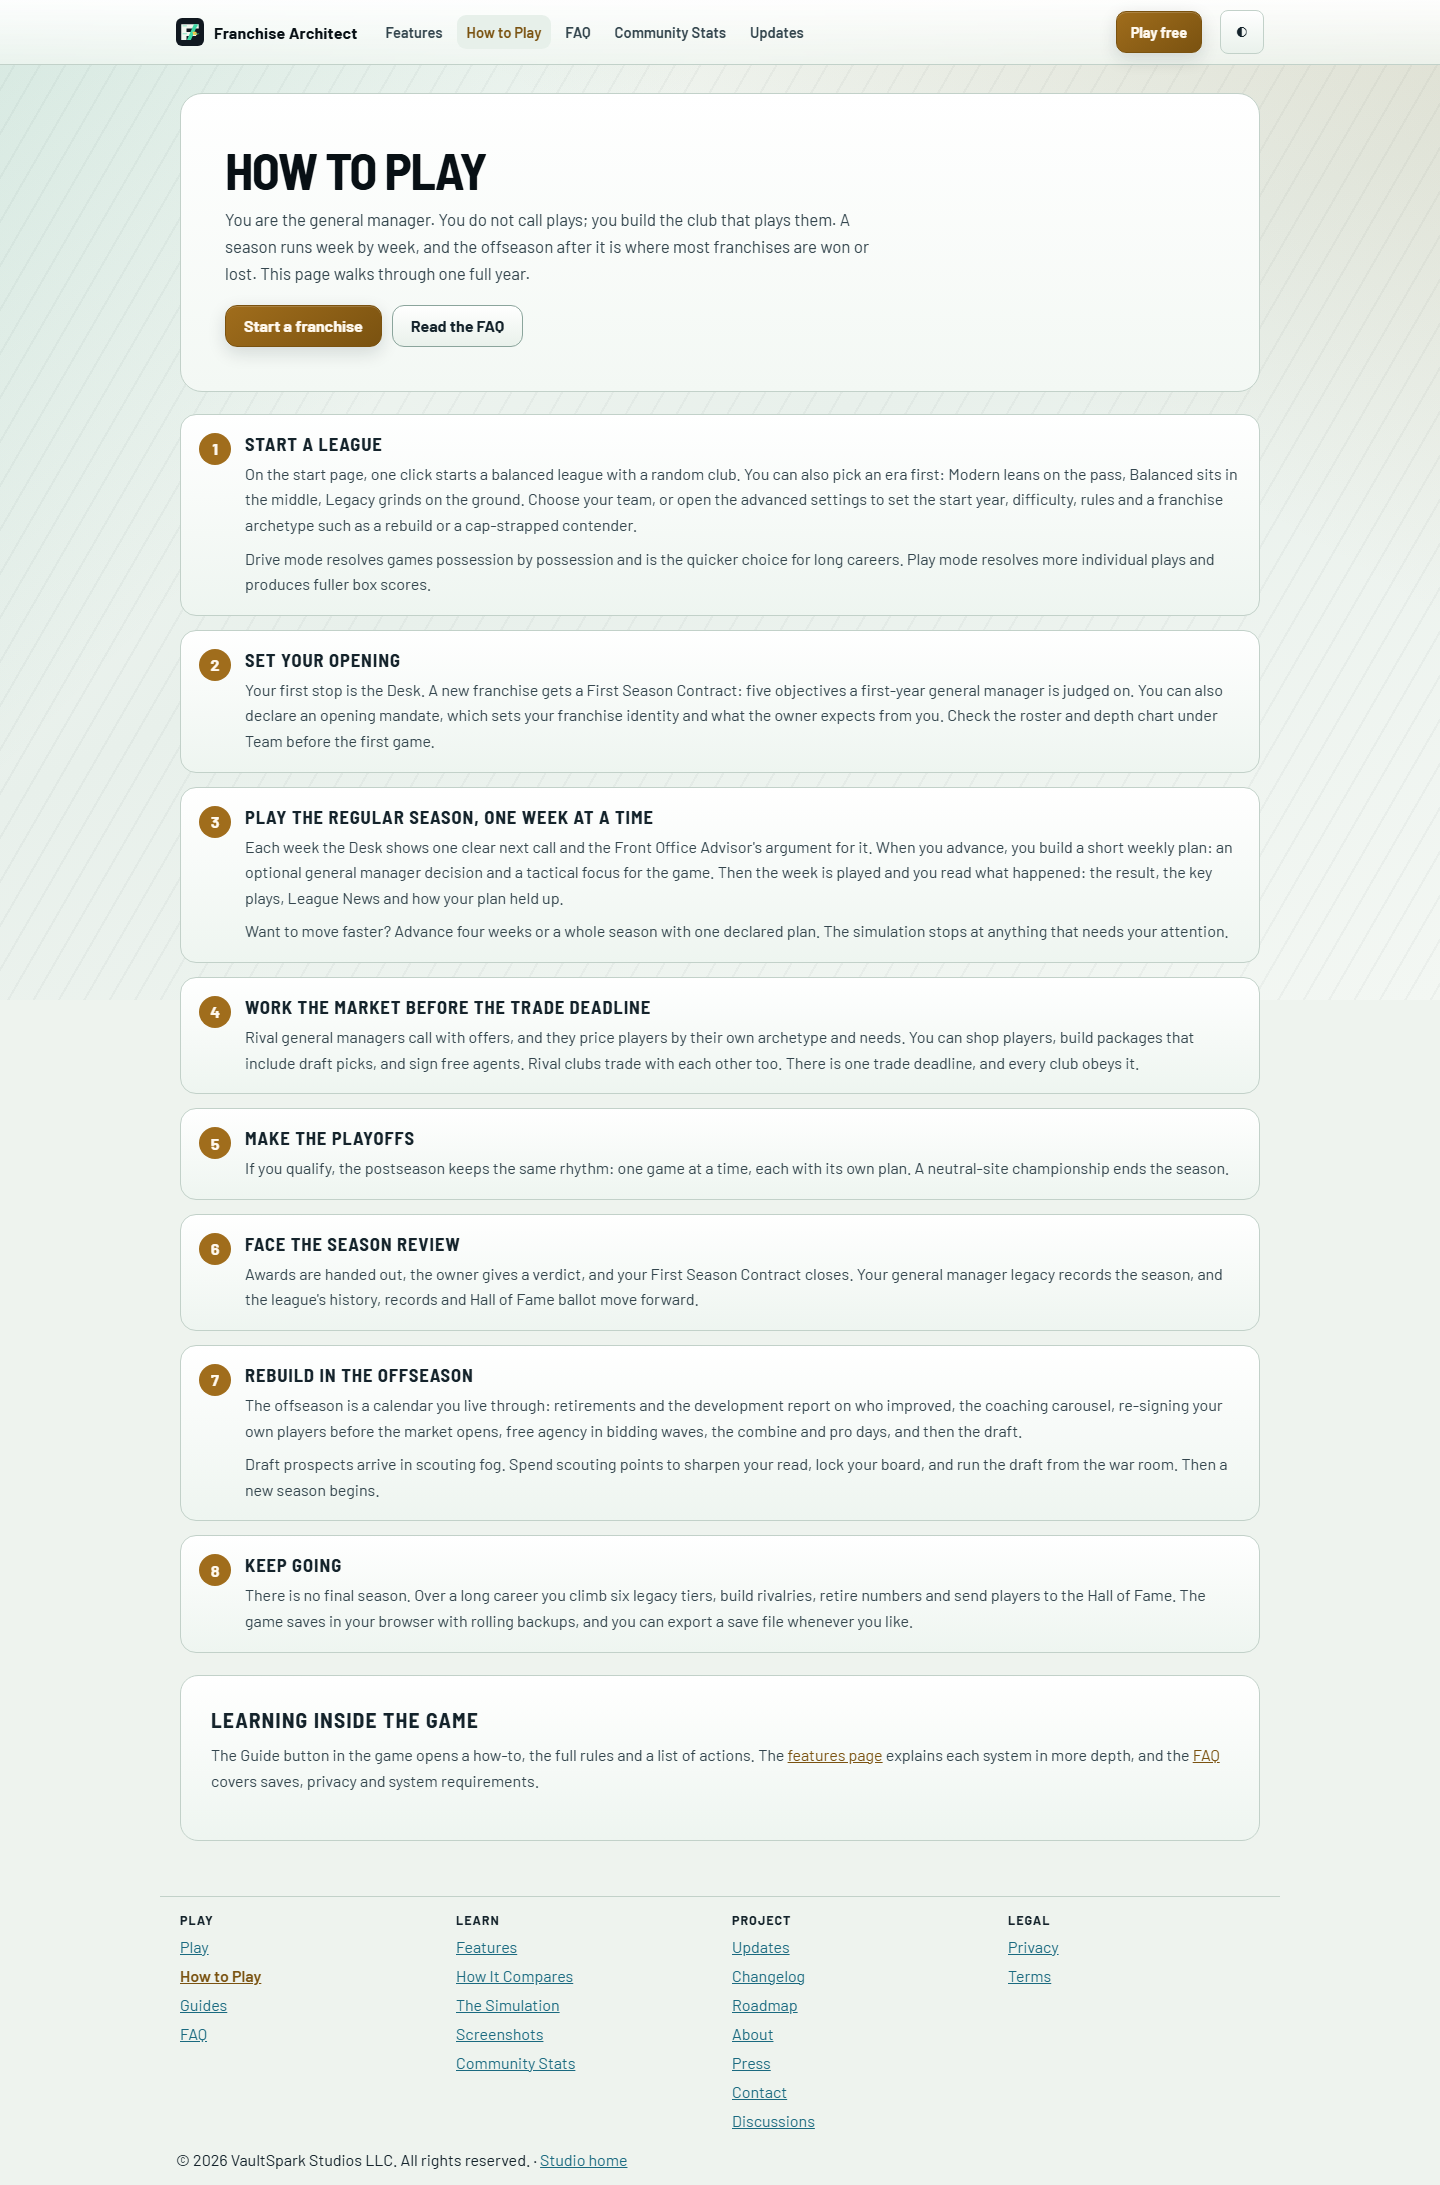 Franchise Architect
Features
How to Play
FAQ
Community Stats
Updates
Play free
HOW TO PLAY
You are the general manager. You do not call plays; you build the club that plays them. A
season runs week by week, and the offseason after it is where most franchises are won or
lost. This page walks through one full year.
Start a franchise
Read the FAQ
1
START A LEAGUE
On the start page, one click starts a balanced league with a random club. You can also pick an era first: Modern leans on the pass, Balanced sits in
the middle, Legacy grinds on the ground. Choose your team, or open the advanced settings to set the start year, difficulty, rules and a franchise
archetype such as a rebuild or a cap-strapped contender.
Drive mode resolves games possession by possession and is the quicker choice for long careers. Play mode resolves more individual plays and
produces fuller box scores.
2
SET YOUR OPENING
Your first stop is the Desk. A new franchise gets a First Season Contract: five objectives a first-year general manager is judged on. You can also
declare an opening mandate, which sets your franchise identity and what the owner expects from you. Check the roster and depth chart under
Team before the first game.
3
PLAY THE REGULAR SEASON, ONE WEEK AT A TIME
Each week the Desk shows one clear next call and the Front Office Advisor's argument for it. When you advance, you build a short weekly plan: an
optional general manager decision and a tactical focus for the game. Then the week is played and you read what happened: the result, the key
plays, League News and how your plan held up.
Want to move faster? Advance four weeks or a whole season with one declared plan. The simulation stops at anything that needs your attention.
4
WORK THE MARKET BEFORE THE TRADE DEADLINE
Rival general managers call with offers, and they price players by their own archetype and needs. You can shop players, build packages that
include draft picks, and sign free agents. Rival clubs trade with each other too. There is one trade deadline, and every club obeys it.
5
MAKE THE PLAYOFFS
If you qualify, the postseason keeps the same rhythm: one game at a time, each with its own plan. A neutral-site championship ends the season.
6
FACE THE SEASON REVIEW
Awards are handed out, the owner gives a verdict, and your First Season Contract closes. Your general manager legacy records the season, and
the league's history, records and Hall of Fame ballot move forward.
7
REBUILD IN THE OFFSEASON
The offseason is a calendar you live through: retirements and the development report on who improved, the coaching carousel, re-signing your
own players before the market opens, free agency in bidding waves, the combine and pro days, and then the draft.
Draft prospects arrive in scouting fog. Spend scouting points to sharpen your read, lock your board, and run the draft from the war room. Then a
new season begins.
8
KEEP GOING
There is no final season. Over a long career you climb six legacy tiers, build rivalries, retire numbers and send players to the Hall of Fame. The
game saves in your browser with rolling backups, and you can export a save file whenever you like.
LEARNING INSIDE THE GAME
The Guide button in the game opens a how-to, the full rules and a list of actions. The features page explains each system in more depth, and the FAQ
covers saves, privacy and system requirements.
PLAY
Play
How to Play
Guides
FAQ
LEARN
Features
How It Compares
The Simulation
Screenshots
Community Stats
PROJECT
Updates
Changelog
Roadmap
About
Press
Contact
Discussions
LEGAL
Privacy
Terms
© 2026 VaultSpark Studios LLC. All rights reserved. · Studio home